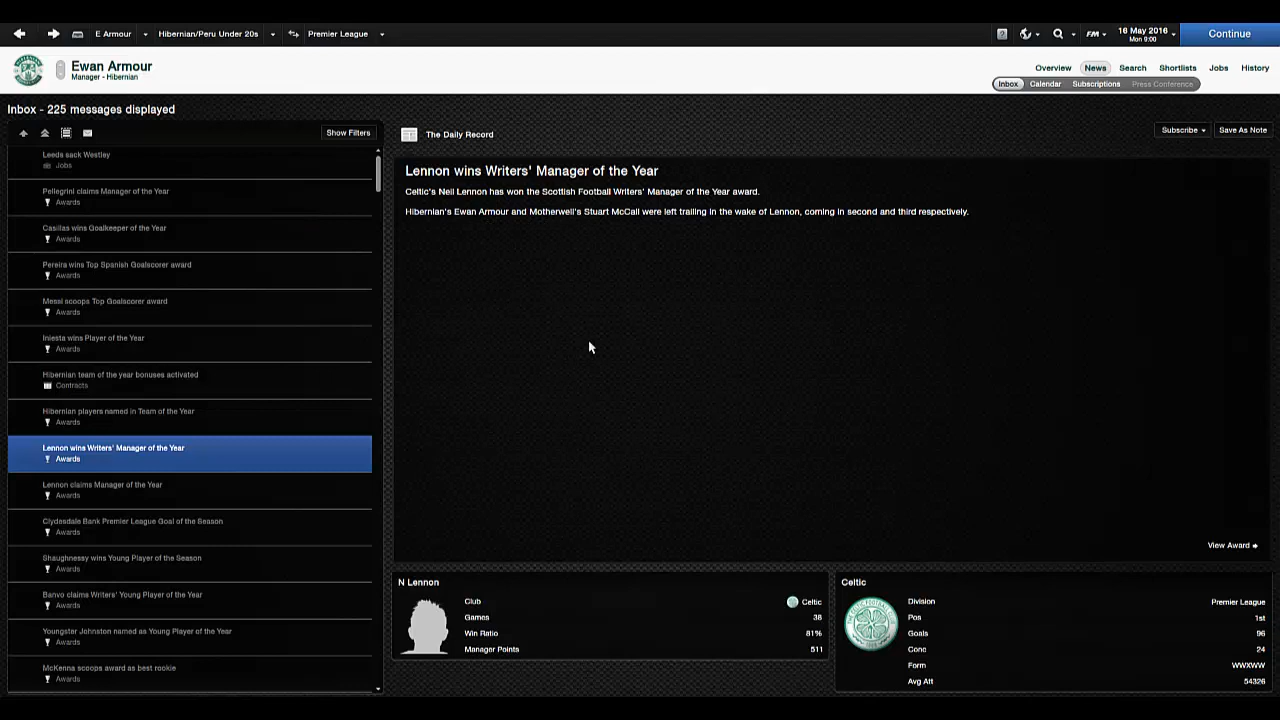 E Armour
Hibernian/Peru Under 20s
Premier League
FM
16 May 2016
Mon 9:00
Continue
Ewan Armour
Manager - Hibernian
Overview
News
Search
Shortlists
Jobs
History
Inbox
Calendar
Subscriptions
Press Conference
Inbox - 225 messages displayed
Show Filters
Leeds sack Westley
Jobs
Pellegrini claims Manager of the Year
Awards
Casillas wins Goalkeeper of the Year
Awards
Pereira wins Top Spanish Goalscorer award
Awards
Messi scoops Top Goalscorer award
Awards
Iniesta wins Player of the Year
Awards
Hibernian team of the year bonuses activated
Contracts
Hibernian players named in Team of the Year
Awards
Lennon wins Writers' Manager of the Year
Awards
Lennon claims Manager of the Year
Awards
Clydesdale Bank Premier League Goal of the Season
Awards
Shaughnessy wins Young Player of the Season
Awards
Banvo claims Writers' Young Player of the Year
Awards
Youngster Johnston named as Young Player of the Year
Awards
McKenna scoops award as best rookie
Awards
The Daily Record
Subscribe
Save As Note
Lennon wins Writers' Manager of the Year
Celtic's Neil Lennon has won the Scottish Football Writers' Manager of the Year award.
Hibernian's Ewan Armour and Motherwell's Stuart McCall were left trailing in the wake of Lennon, coming in second and third respectively.
View Award
N Lennon
Club Celtic
Games 38
Win Ratio 81%
Manager Points 511
Celtic
Division Premier League
Pos 1st
Goals 96
Conc 24
Form WWXWW
Avg Att 54326